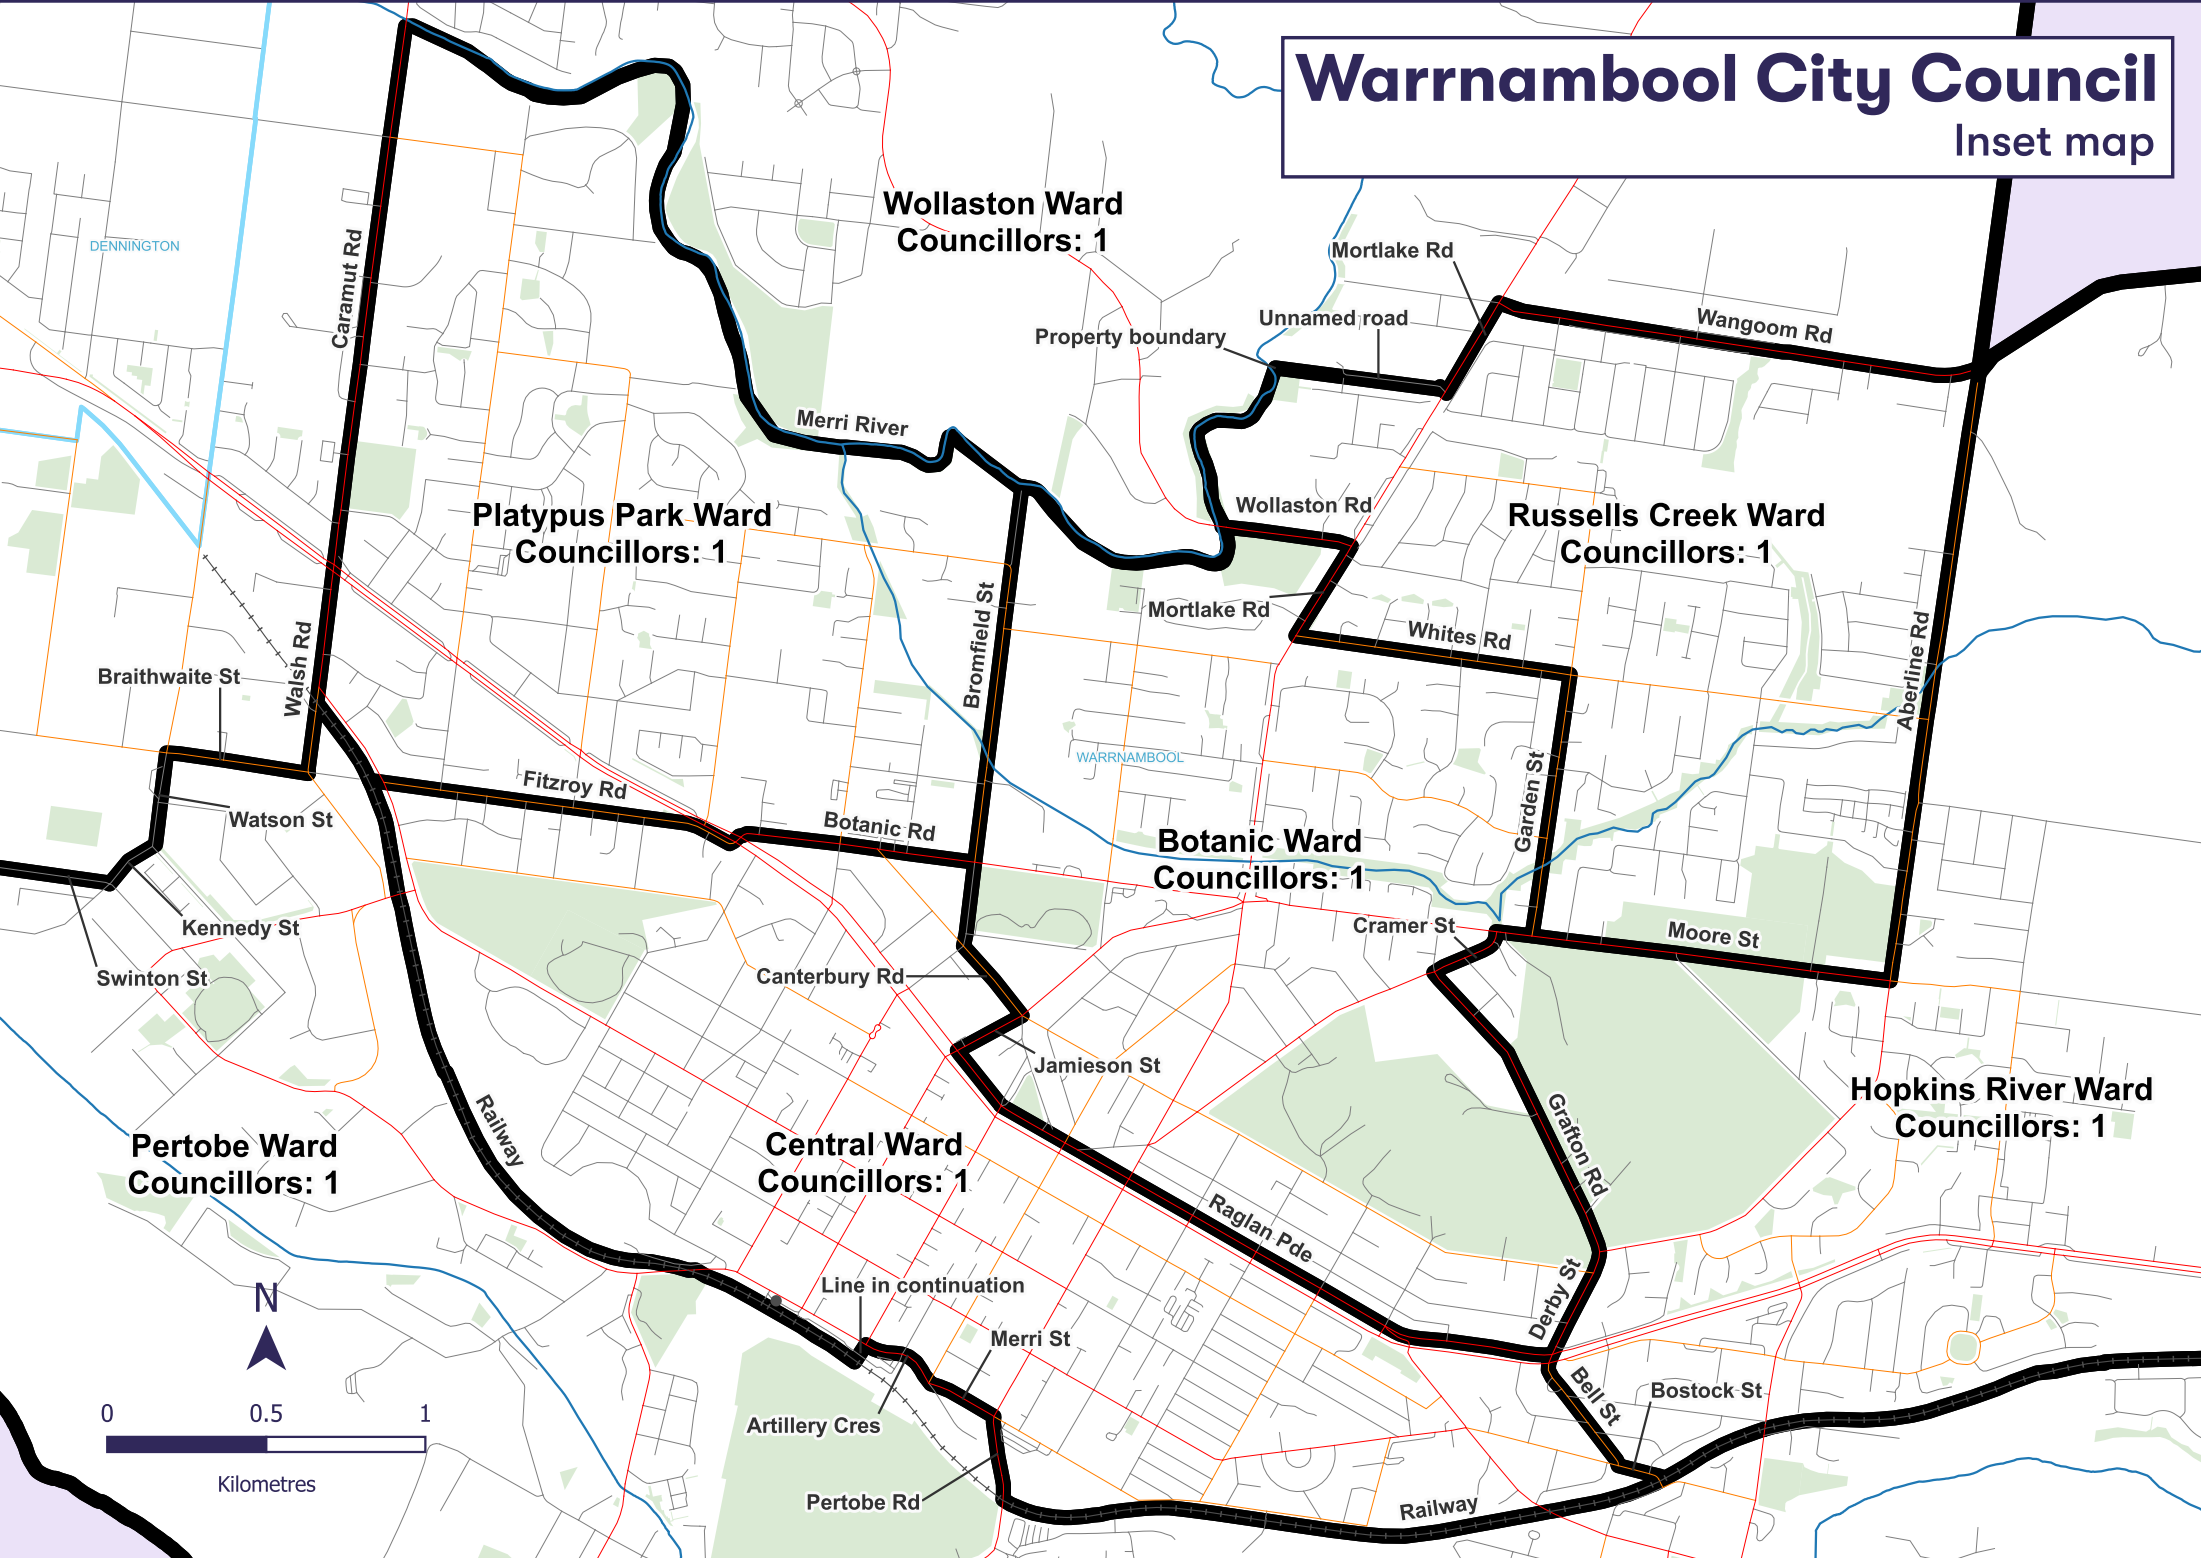 Warrnambool City Council
Inset map
Wollaston Ward
Councillors: 1
DENNINGTON
Caramut Rd
Mortlake Rd
Unnamed road
Property boundary
Wangoom Rd
Merri River
Platypus Park Ward
Councillors: 1
Wollaston Rd
Russells Creek Ward
Councillors: 1
Mortlake Rd
Whites Rd
Bromfield St
Walsh Rd
Braithwaite St
Aberline Rd
WARRNAMBOOL
Fitzroy Rd
Watson St
Botanic Rd
Garden St
Botanic Ward
Councillors: 1
Kennedy St
Swinton St
Cramer St
Moore St
Canterbury Rd
Jamieson St
Hopkins River Ward
Councillors: 1
Railway
Grafton Rd
Pertobe Ward
Councillors: 1
Central Ward
Councillors: 1
Raglan Pde
Derby St
Line in continuation
N
Merri St
Bell St
Bostock St
0 0.5 1
Kilometres
Artillery Cres
Pertobe Rd
Railway